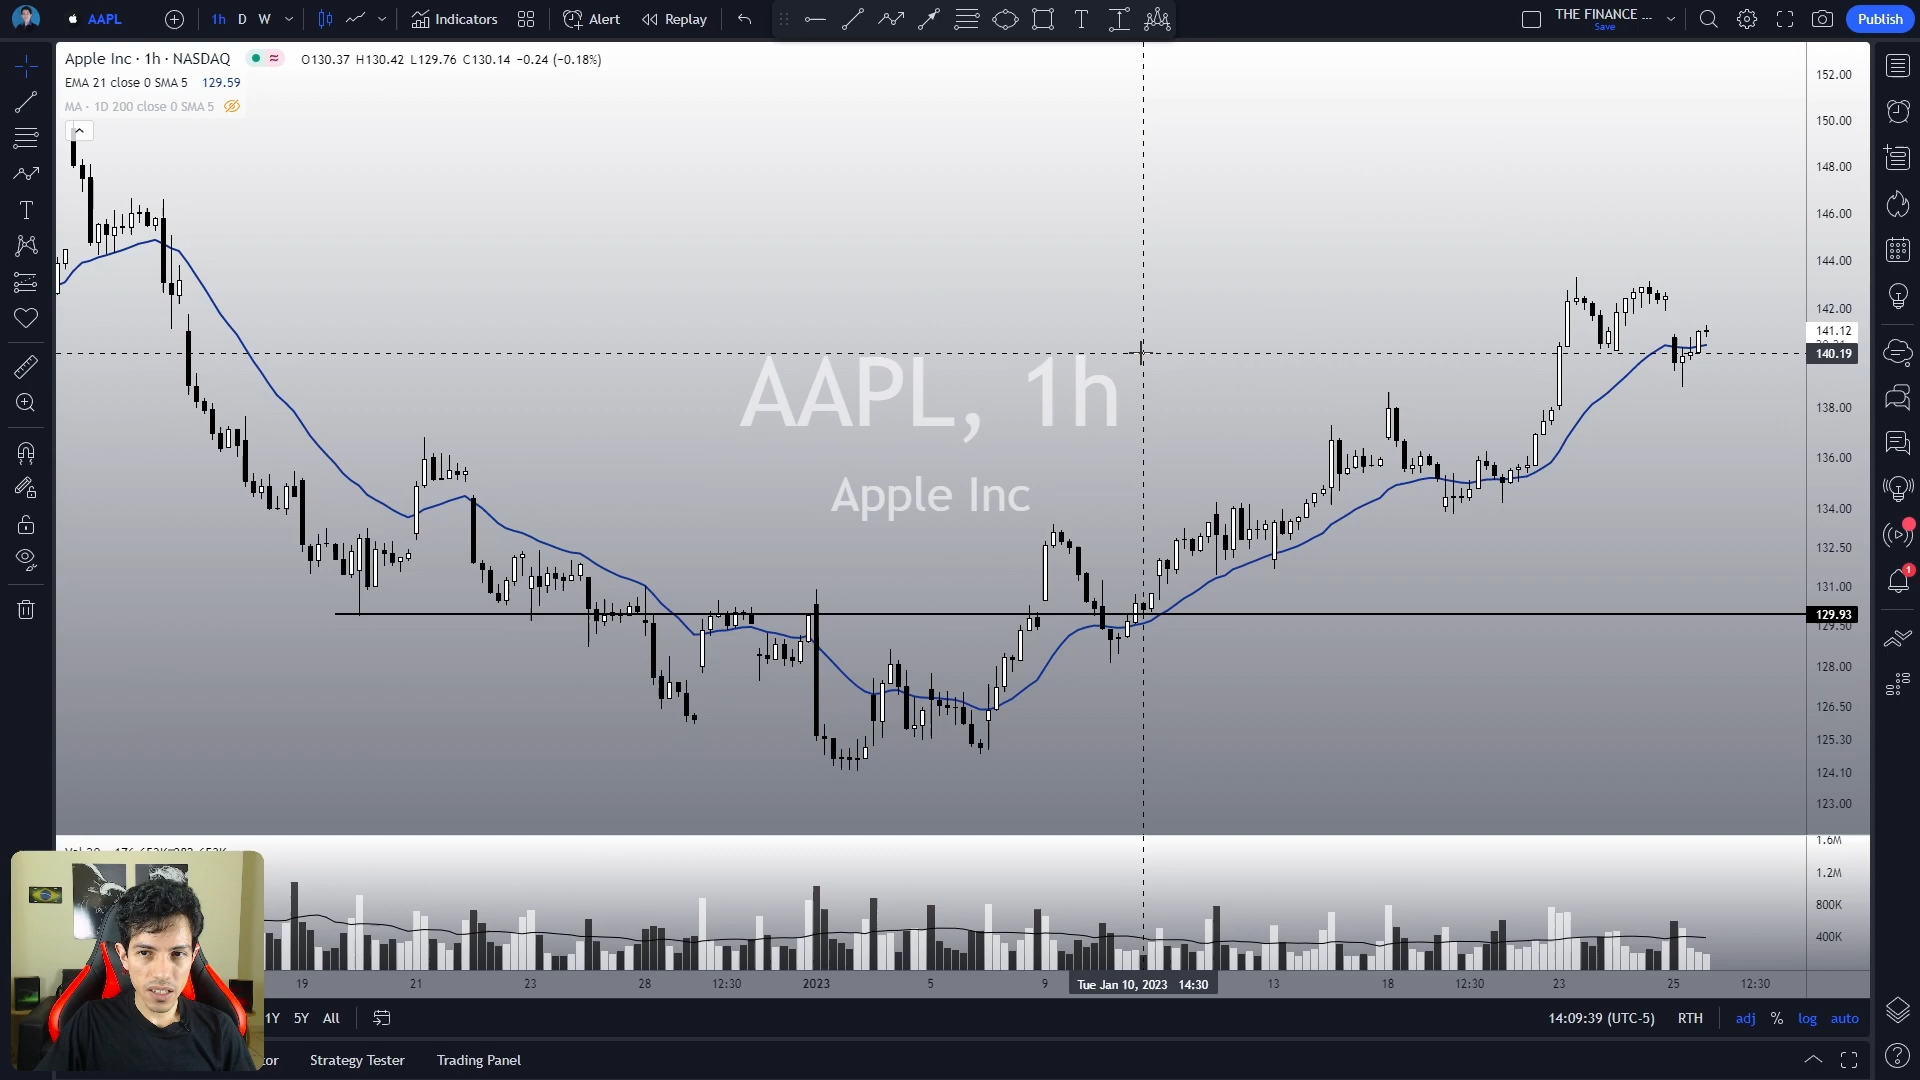 AAPL 1h D W Indicators Alert Replay THE FINANCE ... Save Publish
Apple Inc · 1h · NASDAQ O130.37 H130.42 L129.76 C130.14 −0.24 (−0.18%)
EMA 21 close 0 SMA 5 129.59
MA · 1D 200 close 0 SMA 5
152.00
150.00
148.00
146.00
144.00
142.00
141.12
140.19
138.00
136.00
134.00
132.50
131.00
129.93
129.50
128.00
126.50
125.30
124.10
123.00
AAPL, 1h
Apple Inc
1.6M
1.2M
800K
400K
19 21 23 28 12:30 2023 5 9 Tue Jan 10, 2023 14:30 13 18 12:30 23 25 12:30
1Y 5Y All 14:09:39 (UTC-5) RTH adj % log auto
tor Strategy Tester Trading Panel
1